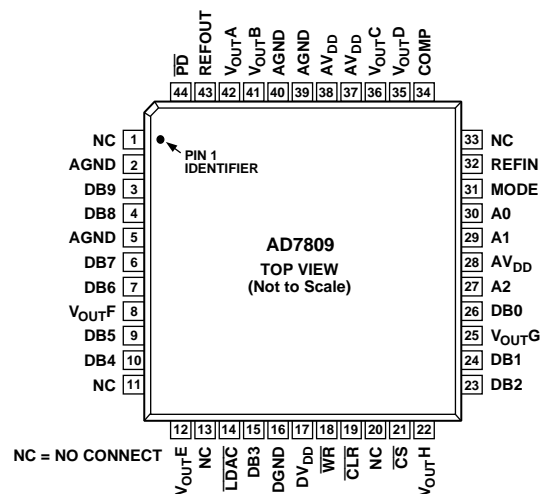 PD
REFOUT
VOUTA
VOUTB
AGND
AGND
AVDD
AVDD
VOUTC
VOUTD
COMP
44 43 42 41 40 39 38 37 36 35 34
NC 1
AGND 2
DB9 3
DB8 4
AGND 5
DB7 6
DB6 7
VOUTF 8
DB5 9
DB4 10
NC 11
PIN 1
IDENTIFIER
AD7809
TOP VIEW
(Not to Scale)
33 NC
32 REFIN
31 MODE
30 A0
29 A1
28 AVDD
27 A2
26 DB0
25 VOUTG
24 DB1
23 DB2
12 13 14 15 16 17 18 19 20 21 22
VOUTE
NC
LDAC
DB3
DGND
DVDD
WR
CLR
NC
CS
VOUTH
NC = NO CONNECT